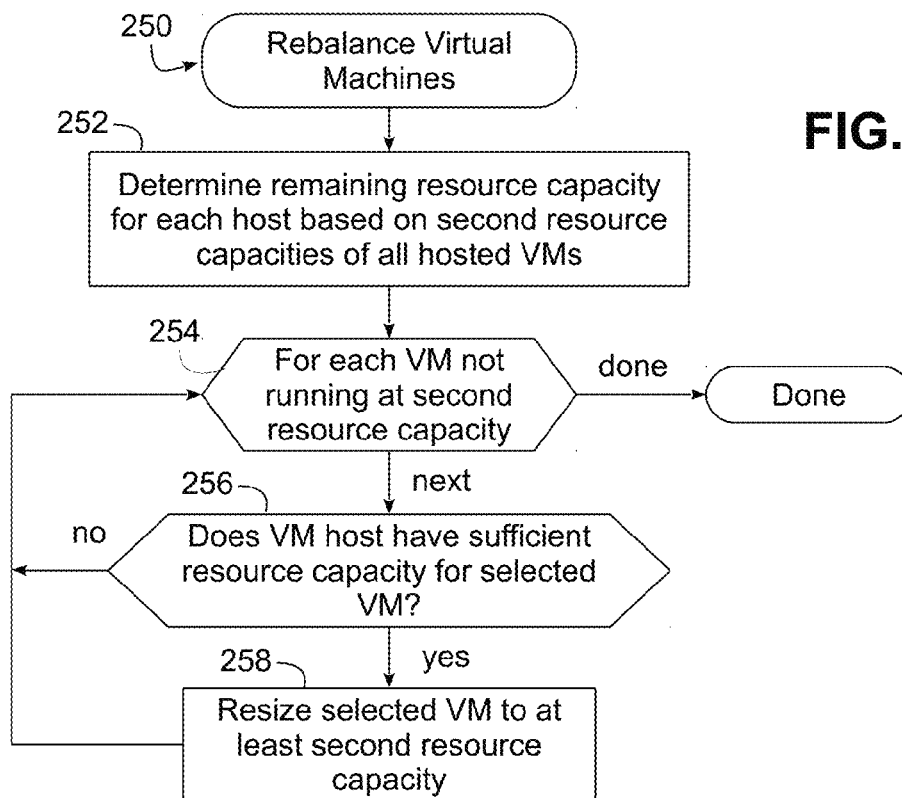 250
Rebalance Virtual
Machines
FIG.
252
Determine remaining resource capacity
for each host based on second resource
capacities of all hosted VMs
254
For each VM not
running at second
resource capacity
done
Done
next
256
no
Does VM host have sufficient
resource capacity for selected
VM?
yes
258
Resize selected VM to at
least second resource
capacity